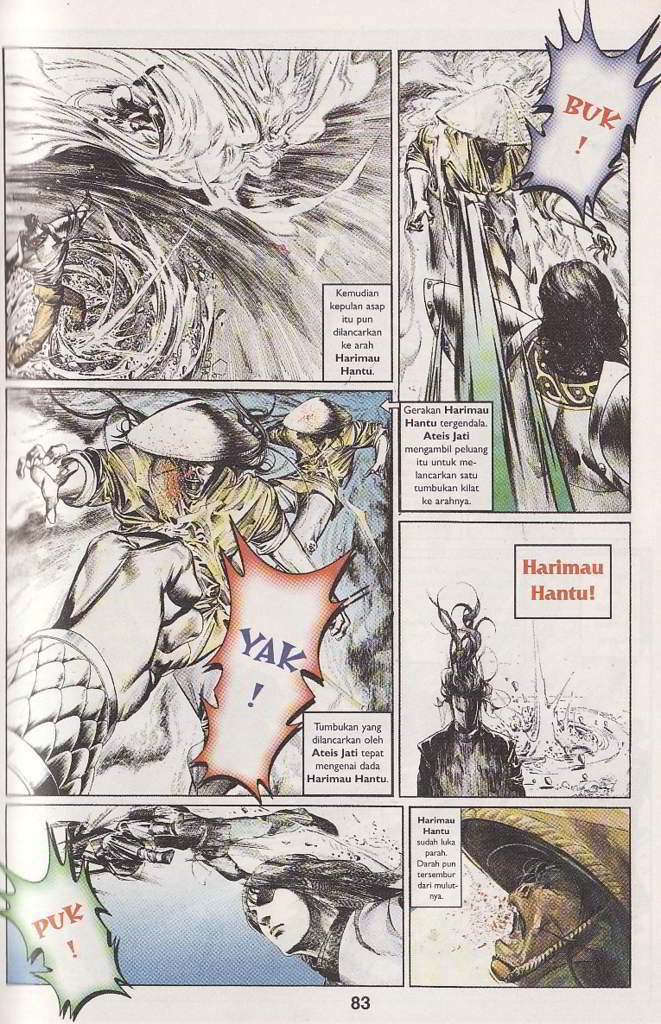 Kemudian
kepulan asap
itu pun
dilancarkan
ke arah
Harimau
Hantu.
BUK
!
Gerakan Harimau
Hantu tergendala.
Ateis Jati
mengambil peluang
itu untuk me-
lancarkan satu
tumbukan kilat
ke arahnya.
YAK
!
Tumbukan yang
dilancarkan oleh
Ateis Jati tepat
mengenai dada
Harimau Hantu.
Harimau
Hantu!
PUK
!
Harimau
Hantu
sudah luka
parah.
Darah pun
tersembur
dari mulut-
nya.
83